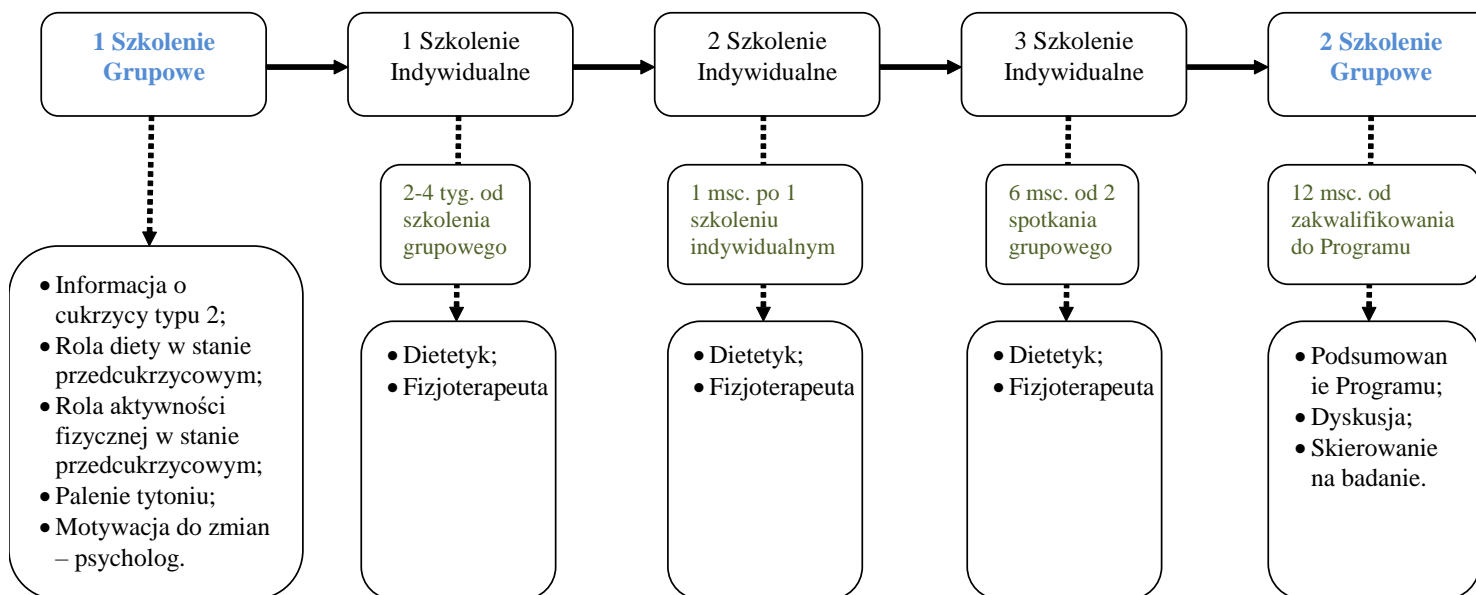 1 Szkolenie
Grupowe
1 Szkolenie
Indywidualne
2 Szkolenie
Indywidualne
3 Szkolenie
Indywidualne
2 Szkolenie
Grupowe
2-4 tyg. od
szkolenia
grupowego
1 msc. po 1
szkoleniu
indywidualnym
6 msc. od 2
spotkania
grupowego
12 msc. od
zakwalifikowania
do Programu
• Informacja o
cukrzycy typu 2;
• Rola diety w stanie
przedcukrzycowym;
• Rola aktywności
fizycznej w stanie
przedcukrzycowym;
• Palenie tytoniu;
• Motywacja do zmian
– psycholog.
• Dietetyk;
• Fizjoterapeuta
• Dietetyk;
• Fizjoterapeuta
• Dietetyk;
• Fizjoterapeuta
• Podsumowan
ie Programu;
• Dyskusja;
• Skierowanie
na badanie.